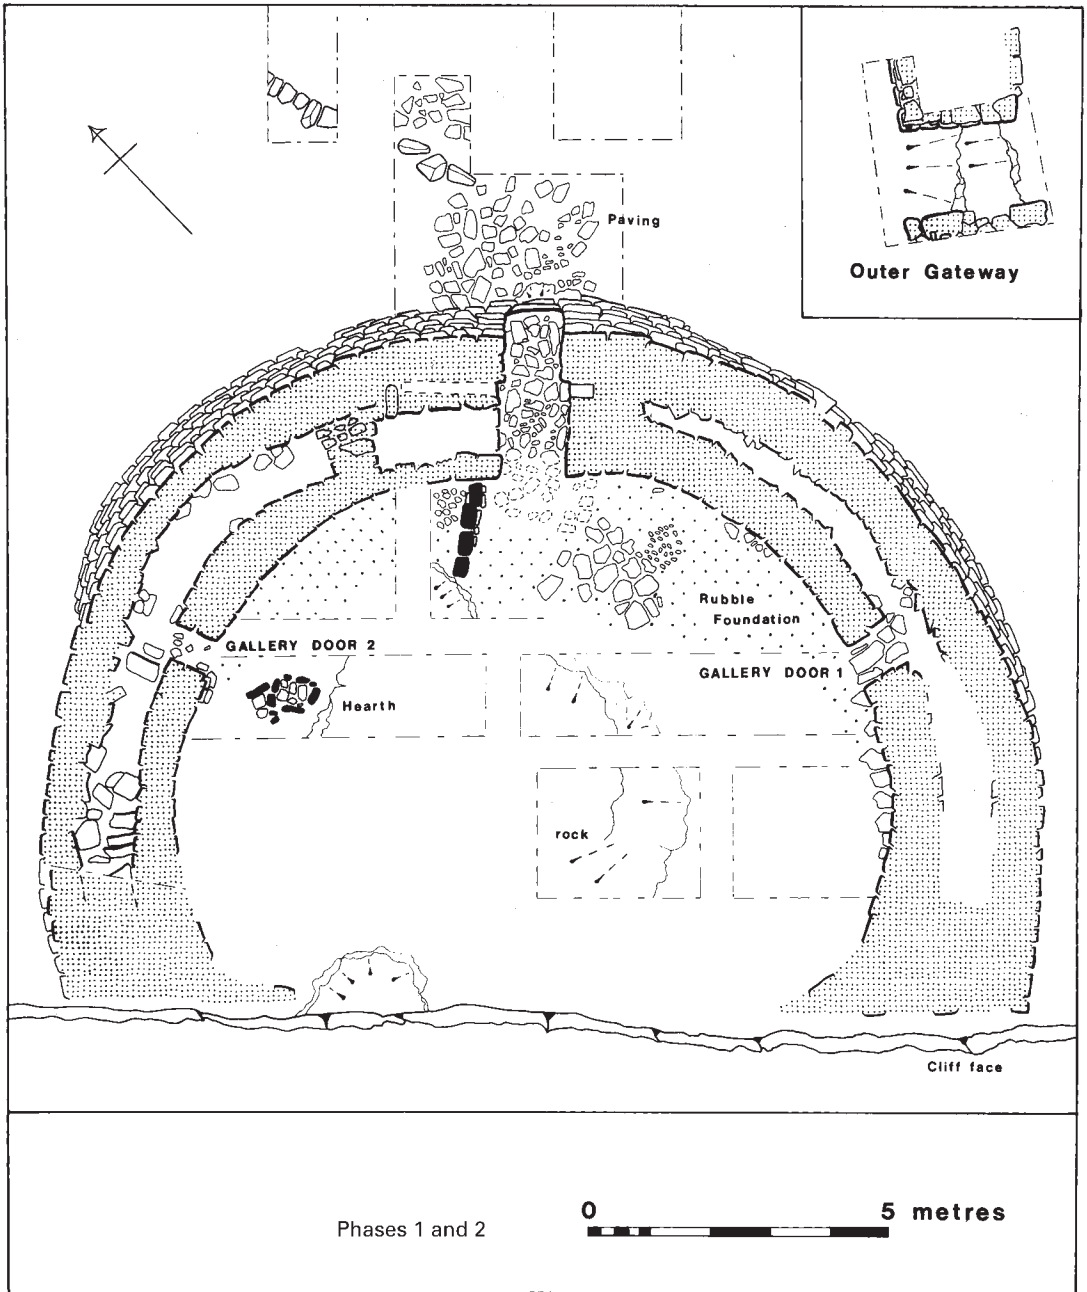 Paving
Outer Gateway
Rubble
Foundation
GALLERY DOOR 2
GALLERY DOOR 1
Hearth
rock
Cliff face
0 5 metres
Phases 1 and 2